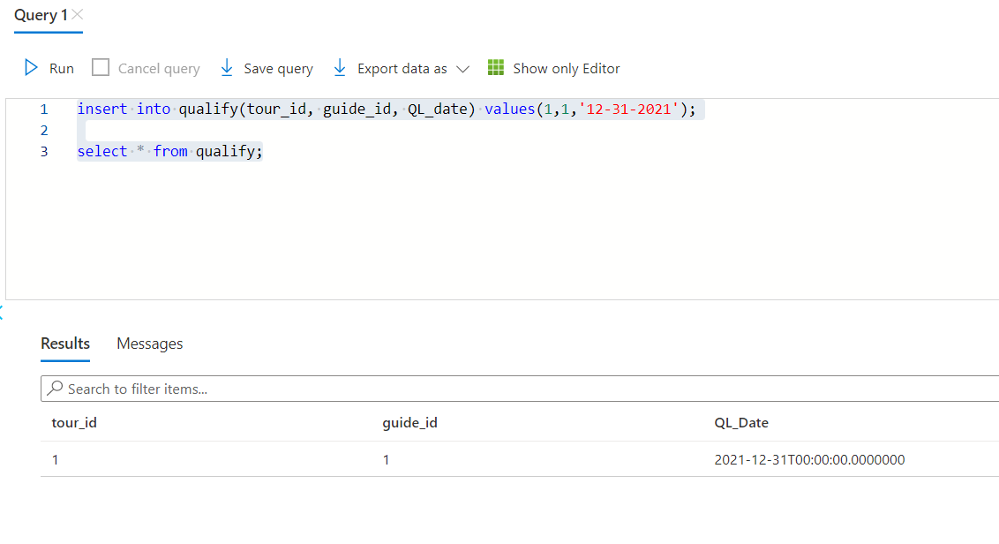 Query 1
Run Cancel query Save query Export data as Show only Editor
1 insert into qualify(tour_id, guide_id, QL_date) values(1,1,'12-31-2021');
2
3 select * from qualify;
Results Messages
Search to filter items...
tour_id guide_id QL_Date
1 1 2021-12-31T00:00:00.0000000